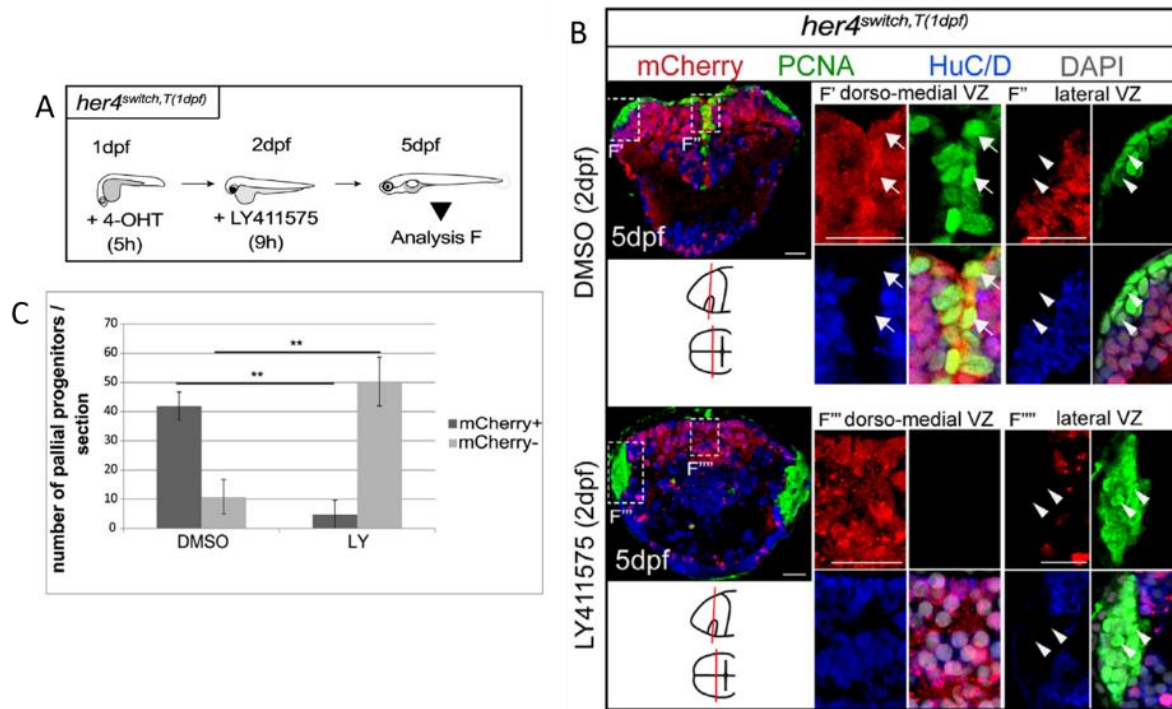 A
her4switch,T(1dpf)
1dpf
2dpf
5dpf
+ 4-OHT
(5h)
+ LY411575
(9h)
Analysis F
C
number of pallial progenitors /
section
70
60
50
40
30
20
10
0
**
**
mCherry+
mCherry-
DMSO
LY
B
her4switch,T(1dpf)
mCherry PCNA HuC/D DAPI
DMSO (2dpf)
F'
F"
5dpf
F' dorso-medial VZ
F" lateral VZ
LY411575 (2dpf)
F'''
F''''
5dpf
F''' dorso-medial VZ
F'''' lateral VZ